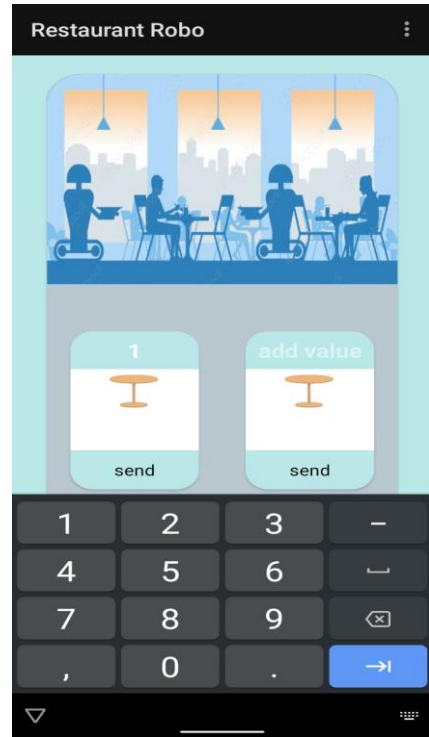 Restaurant Robo
1
add value
send
send
1 2 3 –
4 5 6
7 8 9
, 0 .